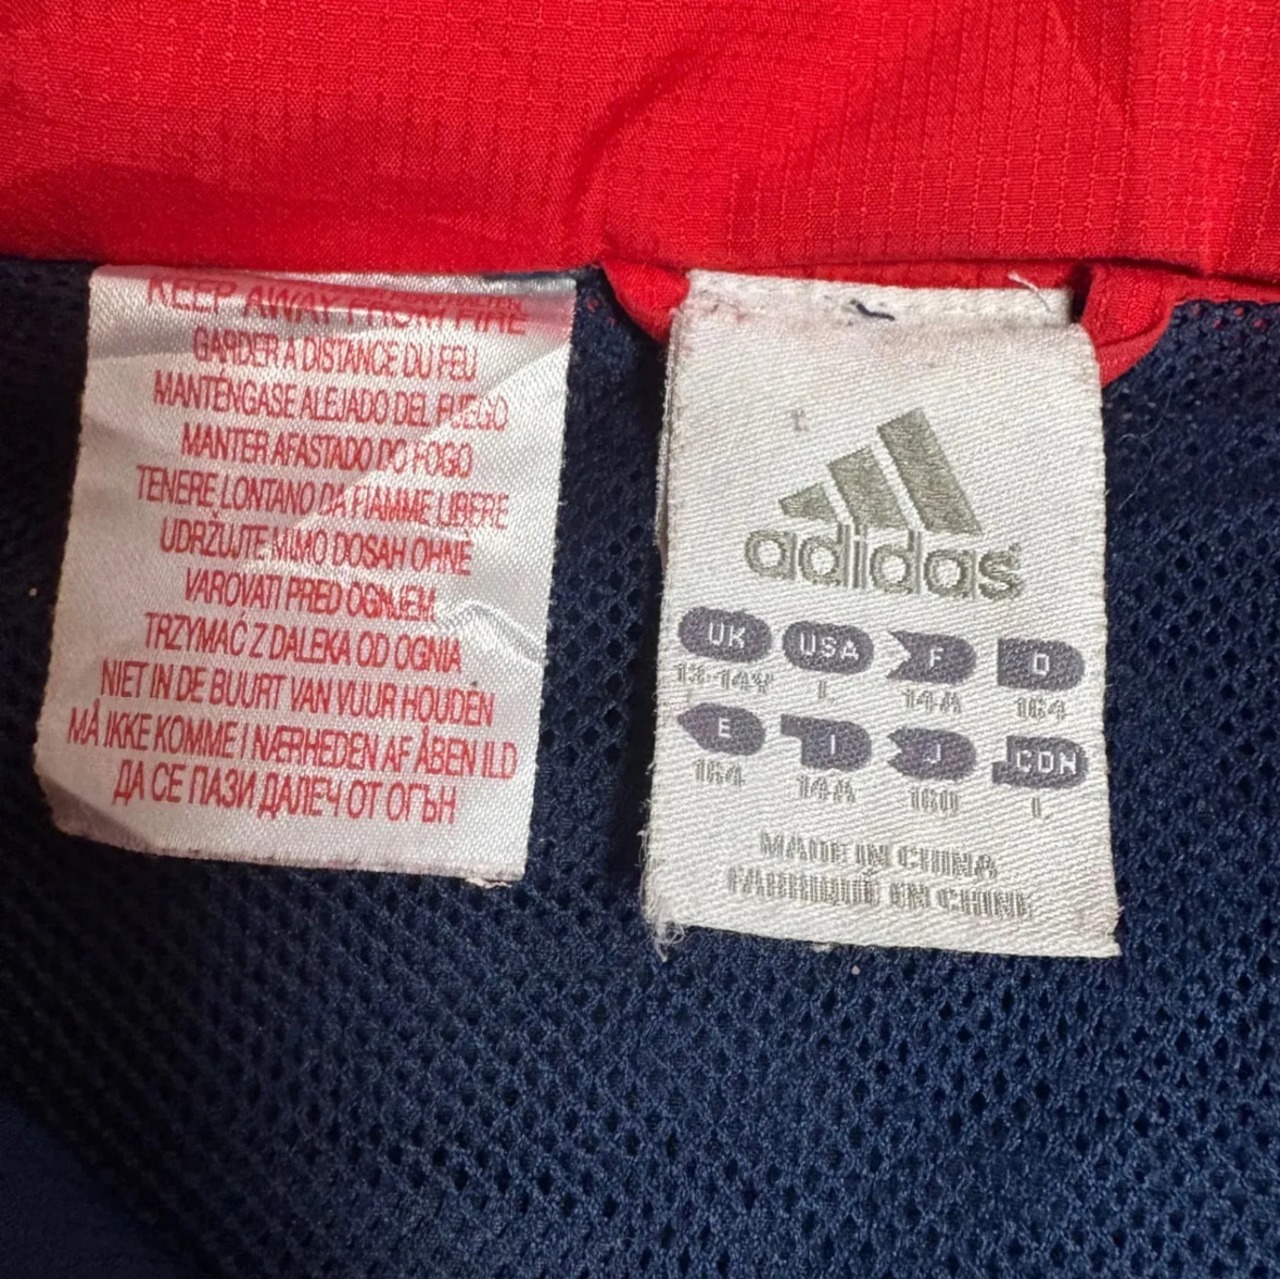 KEEP AWAY FROM FIRE
GARDER A DISTANCE DU FEU
MANTÉNGASE ALEJADO DEL FUEGO
MANTER AFASTADO DO FOGO
TENERE LONTANO DA FIAMME LIBERE
UDRŽUJTE MIMO DOSAH OHNĚ
VAROVATI PRED OGNJEM
TRZYMAĆ Z DALEKA OD OGNIA
NIET IN DE BUURT VAN VUUR HOUDEN
MÅ IKKE KOMME I NÆRHEDEN AF ÅBEN ILD
ДА СЕ ПАЗИ ДАЛЕЧ ОТ ОГЪН
adidas
UK USA F D
13-14Y L 14A 164
E I J CDN
164 14A 160 L
MADE IN CHINA
FABRIQUÉ EN CHINE